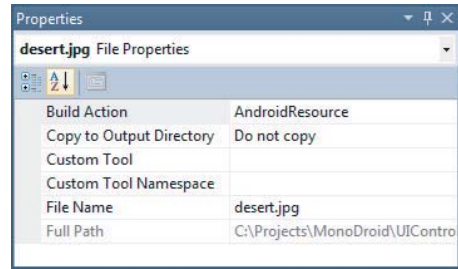 Properties
desert.jpg File Properties
A
Z
Build Action AndroidResource
Copy to Output Directory Do not copy
Custom Tool
Custom Tool Namespace
File Name desert.jpg
Full Path C:\Projects\MonoDroid\UIContro